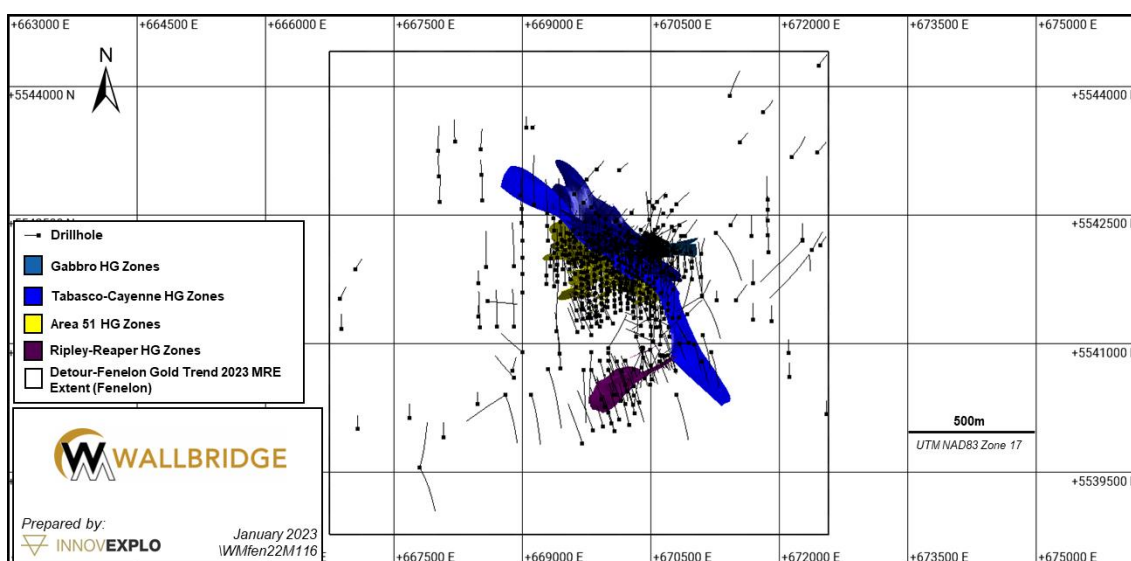 +663000 E
+664500 E
+666000 E
+667500 E
+669000 E
+670500 E
+672000 E
+673500 E
+675000 E
N
+5544000 N
+5544000
Drillhole
Gabbro HG Zones
Tabasco-Cayenne HG Zones
Area 51 HG Zones
Ripley-Reaper HG Zones
Detour-Fenelon Gold Trend 2023 MRE
Extent (Fenelon)
+5542500
+5541000
500m
UTM NAD83 Zone 17
+5539500
WALLBRIDGE
Prepared by:
INNOVEXPLO
January 2023
\WMfen22M116
+667500 E
+669000 E
+670500 E
+672000 E
+673500 E
+675000 E